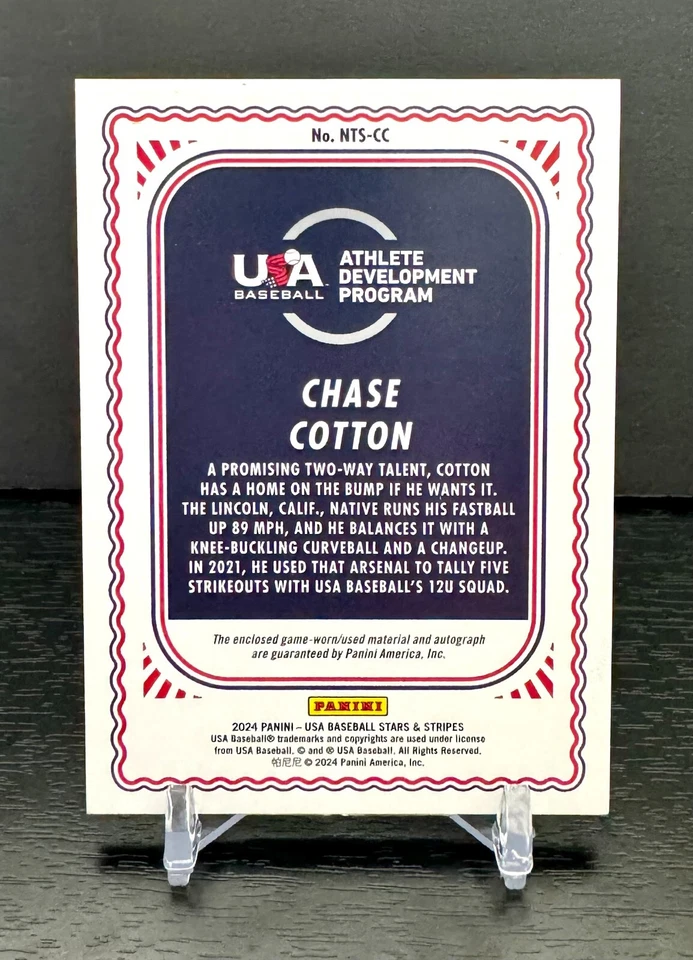 No. NTS-CC
USA
BASEBALL
ATHLETE
DEVELOPMENT
PROGRAM
CHASE
COTTON
A PROMISING TWO-WAY TALENT, COTTON
HAS A HOME ON THE BUMP IF HE WANTS IT.
THE LINCOLN, CALIF., NATIVE RUNS HIS FASTBALL
UP 89 MPH, AND HE BALANCES IT WITH A
KNEE-BUCKLING CURVEBALL AND A CHANGEUP.
IN 2021, HE USED THAT ARSENAL TO TALLY FIVE
STRIKEOUTS WITH USA BASEBALL'S 12U SQUAD.
The enclosed game-worn/used material and autograph
are guaranteed by Panini America, Inc.
PANINI
2024 PANINI – USA BASEBALL STARS & STRIPES
USA Baseball® trademarks and copyrights are used under license
from USA Baseball. © and ® USA Baseball. All Rights Reserved.
帕尼尼 © 2024 Panini America, Inc.